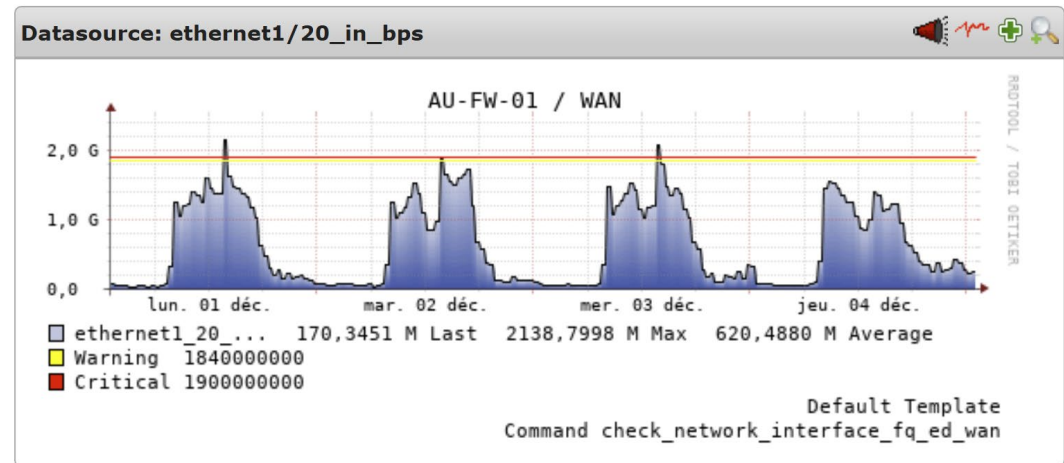 Datasource: ethernet1/20_in_bps
AU-FW-01 / WAN
RRDTOOL / TOBI OETIKER
2,0 G
1,0 G
0,0
lun. 01 déc. mar. 02 déc. mer. 03 déc. jeu. 04 déc.
ethernet1_20_... 170,3451 M Last 2138,7998 M Max 620,4880 M Average
Warning 1840000000
Critical 1900000000
Default Template
Command check_network_interface_fq_ed_wan